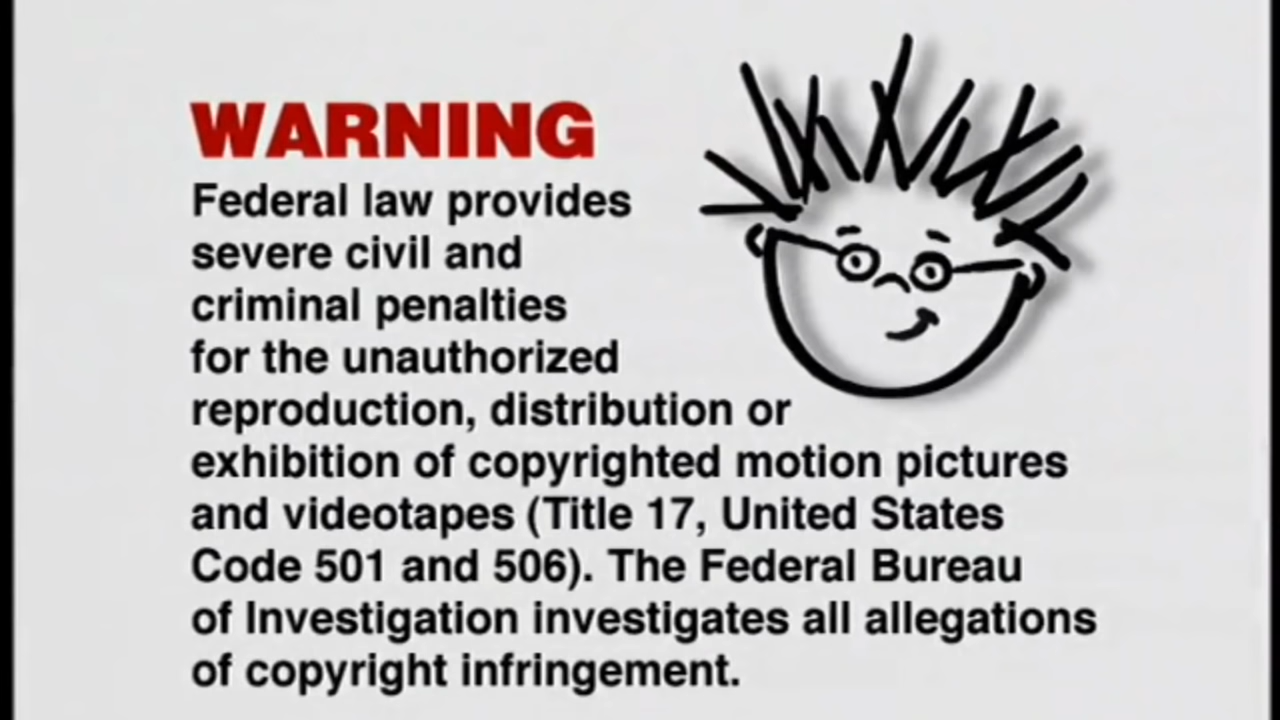 WARNING
Federal law provides
severe civil and
criminal penalties
for the unauthorized
reproduction, distribution or
exhibition of copyrighted motion pictures
and videotapes (Title 17, United States
Code 501 and 506). The Federal Bureau
of Investigation investigates all allegations
of copyright infringement.